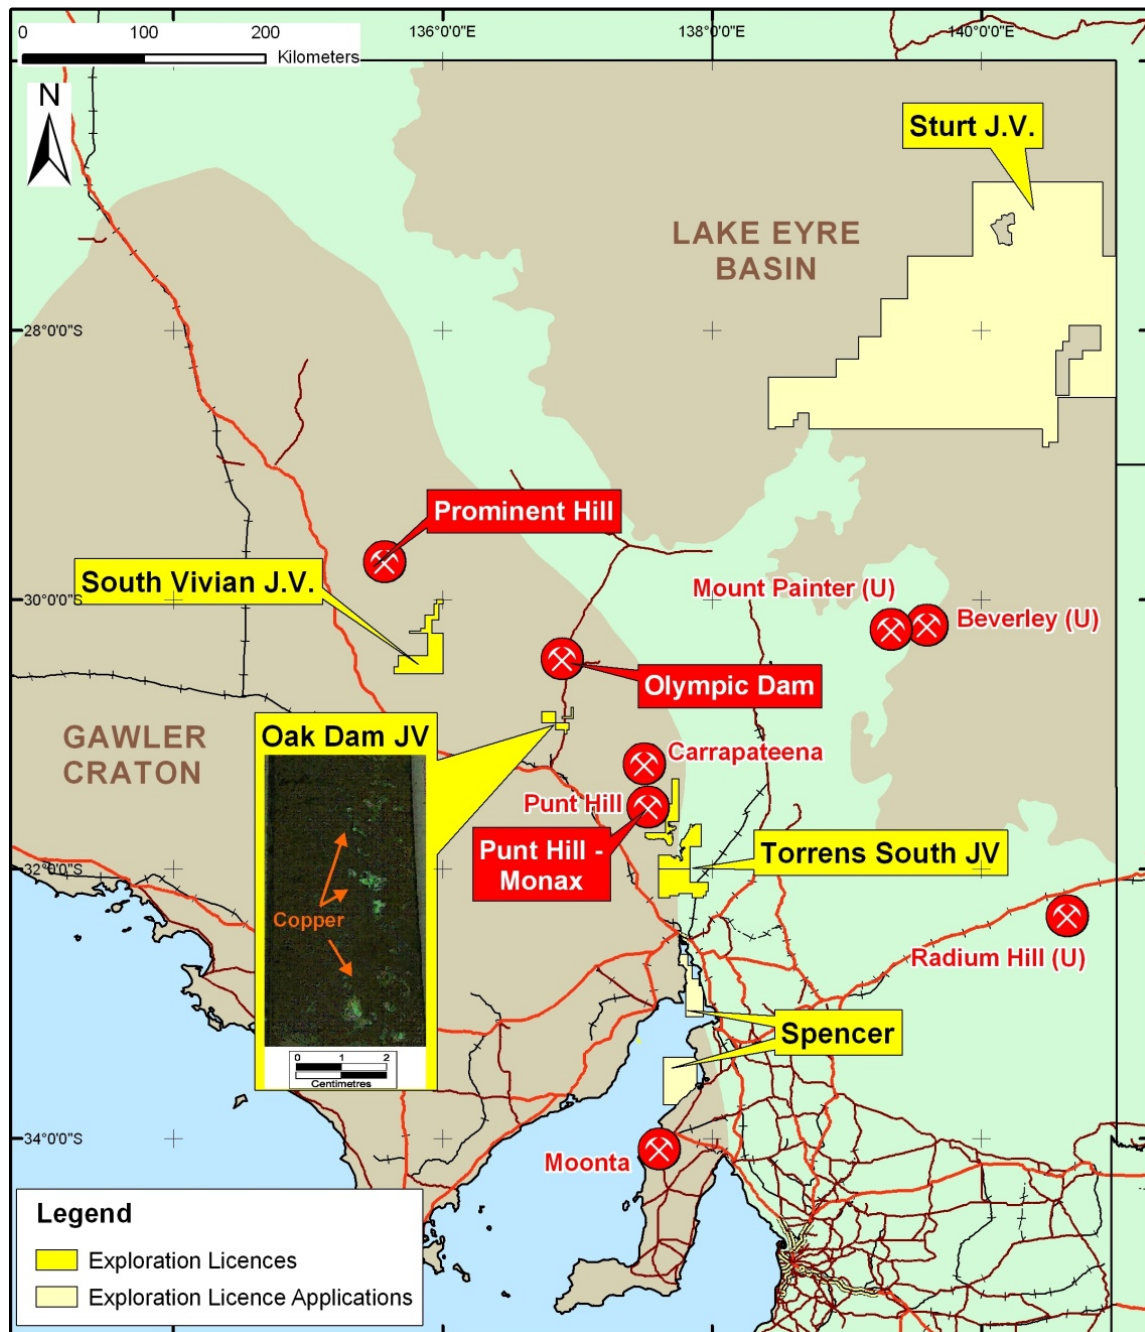 0 100 200
Kilometers
136°0'0"E
138°0'0"E
140°0'0"E
N
Sturt J.V.
LAKE EYRE
BASIN
28°0'0"S
Prominent Hill
South Vivian J.V.
30°0'0"S
Mount Painter (U)
Beverley (U)
Olympic Dam
GAWLER
CRATON
Oak Dam JV
Carrapateena
Punt Hill
Punt Hill -
Monax
Torrens South JV
32°0'0"S
Copper
Radium Hill (U)
Spencer
0 1 2
Centimetres
34°0'0"S
Moonta
Legend
Exploration Licences
Exploration Licence Applications